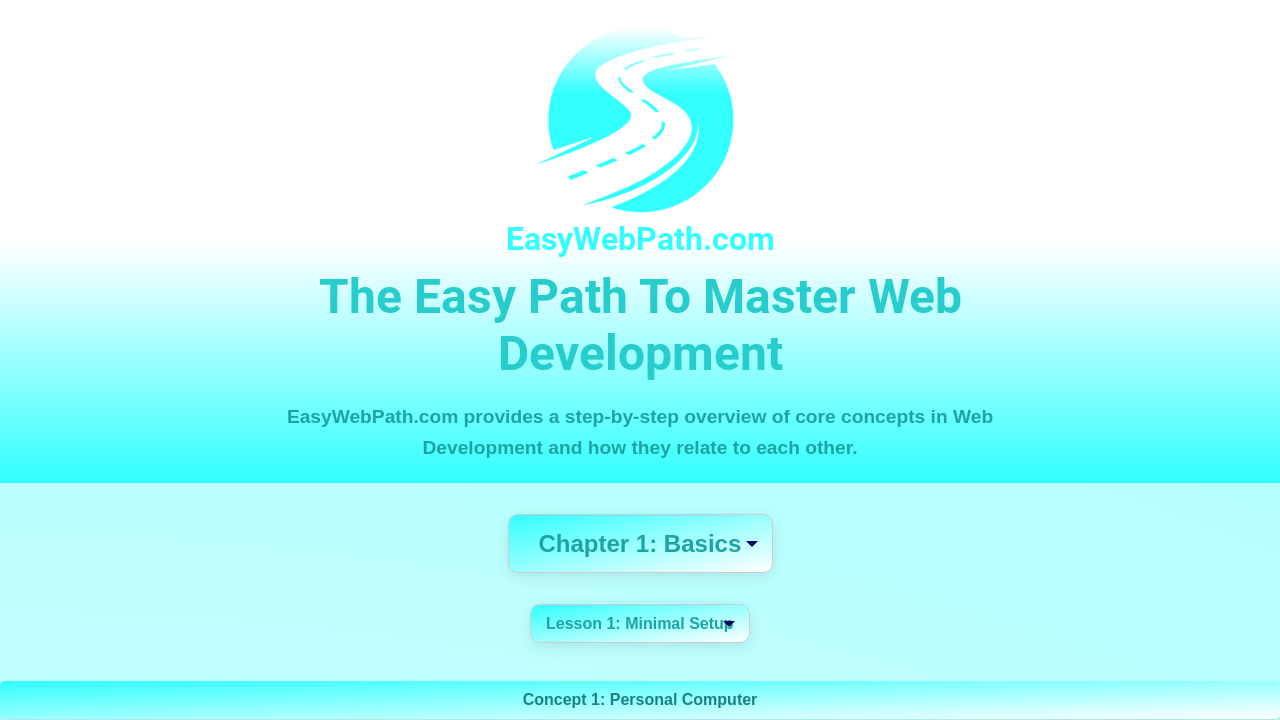 EasyWebPath.com
The Easy Path To Master Web
Development
EasyWebPath.com provides a step-by-step overview of core concepts in Web
Development and how they relate to each other.
Chapter 1: Basics
Lesson 1: Minimal Setup
Concept 1: Personal Computer